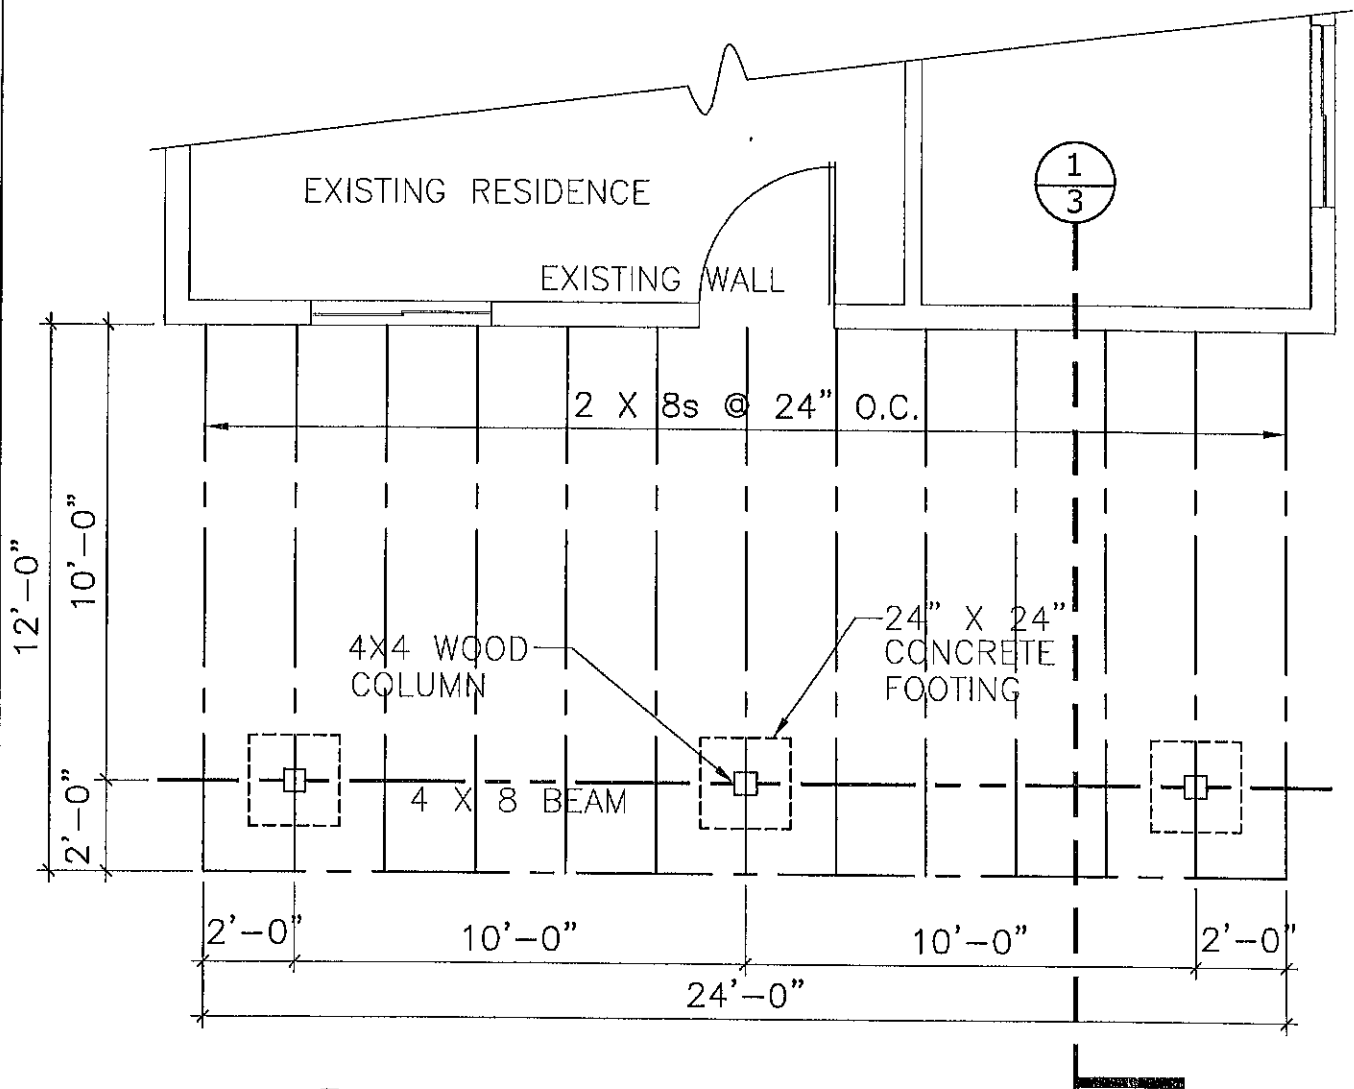 EXISTING RESIDENCE
1
3
EXISTING WALL
2 X 8s @ 24" O.C.
12'-0"
10'-0"
2'-0"
4X4 WOOD
COLUMN
24" X 24"
CONCRETE
FOOTING
4 X 8 BEAM
2'-0"
10'-0"
10'-0"
2'-0"
24'-0"